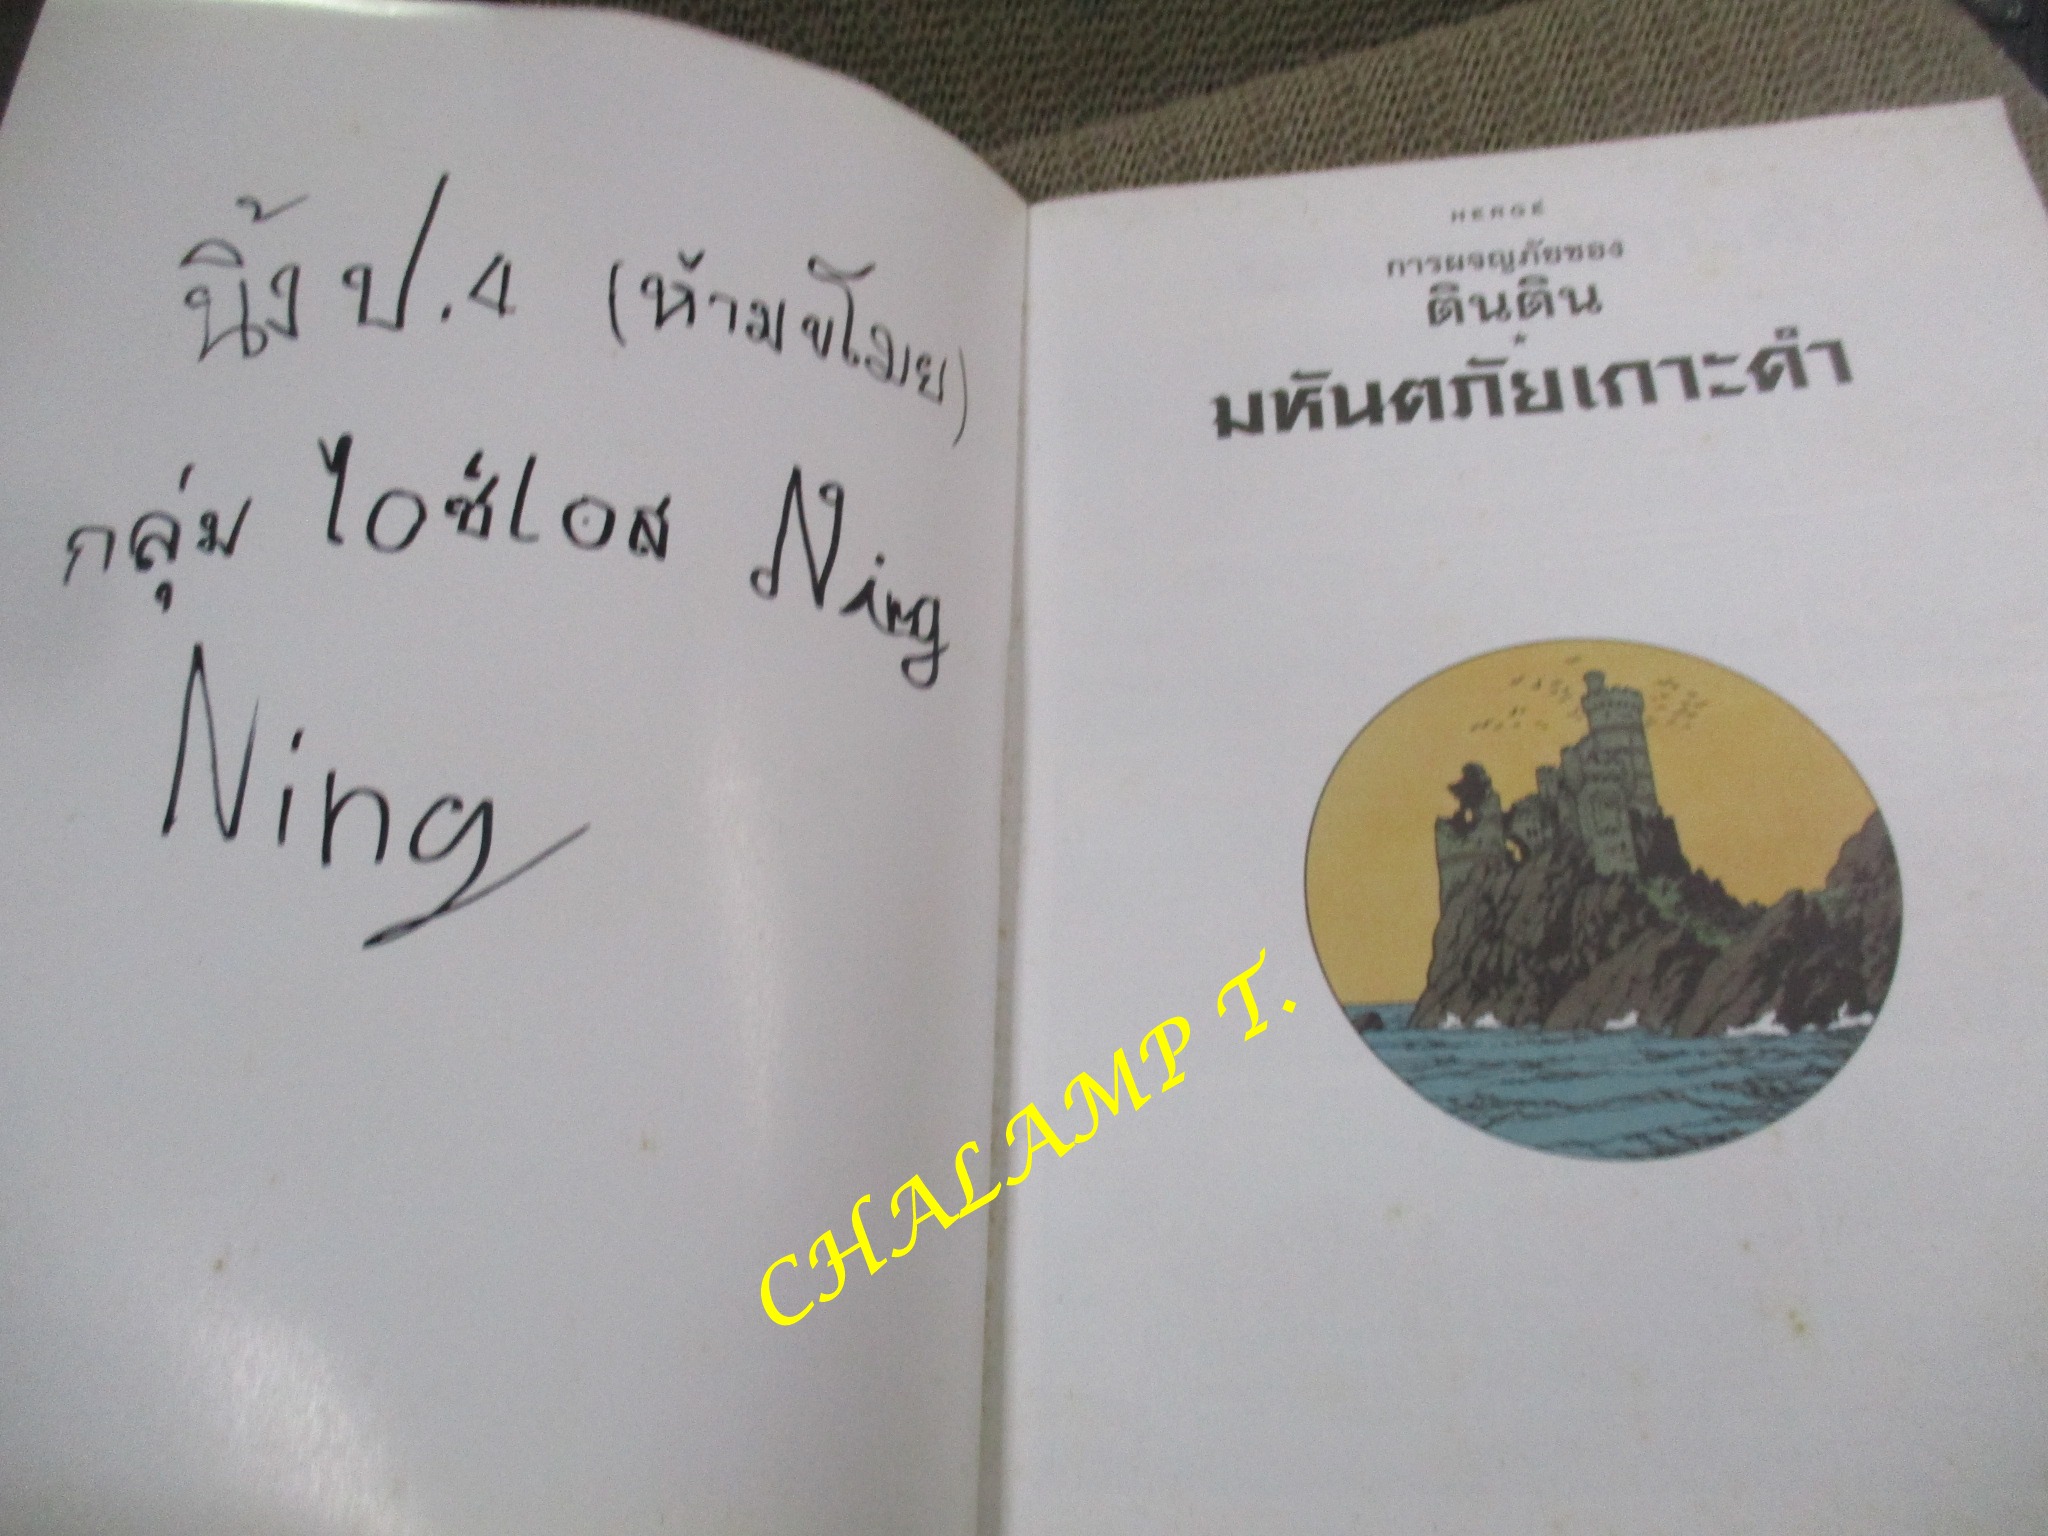 นิ้ง ป.4 (ห้ามขโมย)
กลุ่ม ไอซ์เอส Ning
Ning
HERGÉ
การผจญภัยของ
ตินติน
*
มหันตภัยเกาะดำ
CHALAMP T.